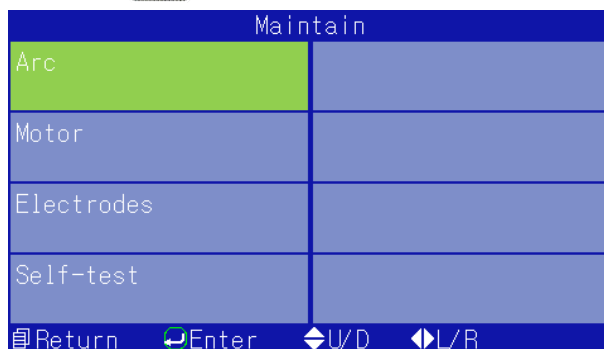 Maintain
Arc
Motor
Electrodes
Self-test
Return Enter U/D L/R